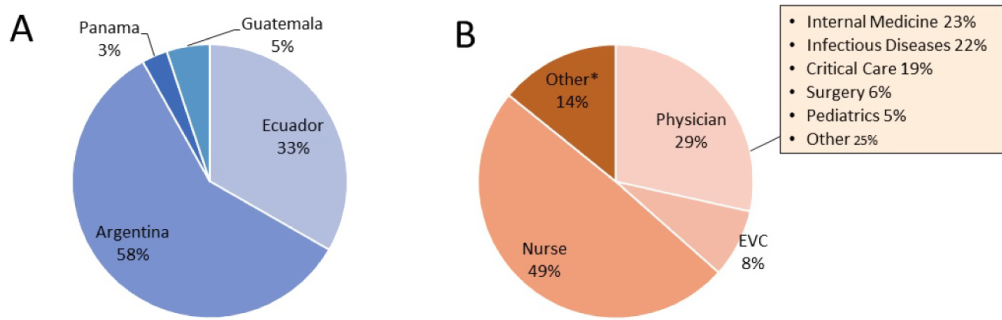 A
Panama
3%
Guatemala
5%
Ecuador
33%
Argentina
58%
B
Other*
14%
Physician
29%
EVC
8%
Nurse
49%
• Internal Medicine 23%
• Infectious Diseases 22%
• Critical Care 19%
• Surgery 6%
• Pediatrics 5%
• Other 25%